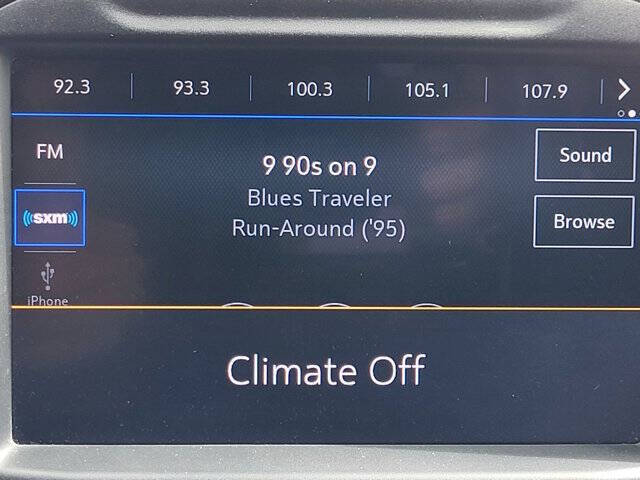 92.3 93.3 100.3 105.1 107.9
FM
9 90s on 9
Sound
Blues Traveler
sxm
Browse
Run-Around ('95)
iPhone
Climate Off